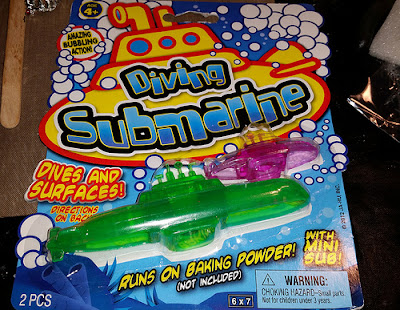 AGE
4+
AMAZING
BUBBLING
ACTION!
Diving
Submarine
DIVES AND
SURFACES!
DIRECTIONS
ON BACK
RUNS ON BAKING POWDER!
(NOT INCLUDED)
WITH
MINI
SUB!
2 PCS
6 x 7
WARNING:
CHOKING HAZARD-Small parts.
Not for children under 3 years.